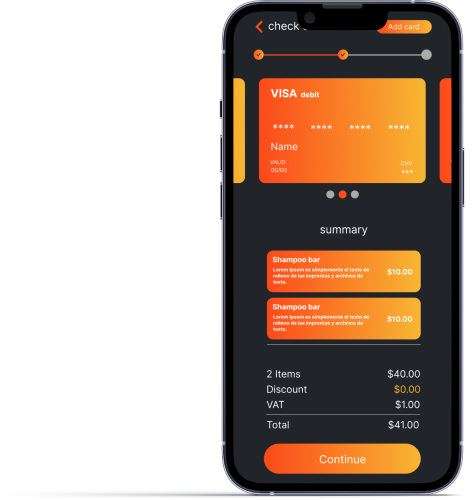 check
Add card
VISA debit
**** **** **** ****
Name
VALID
00/00
CVV
***
summary
Shampoo bar
Lorem Ipsum es simplemente el texto de
relleno de las imprentas y archivos de
texto.
$10.00
Shampoo bar
Lorem Ipsum es simplemente el texto de
relleno de las imprentas y archivos de
texto.
$10.00
2 Items $40.00
Discount $0.00
VAT $1.00
Total $41.00
Continue